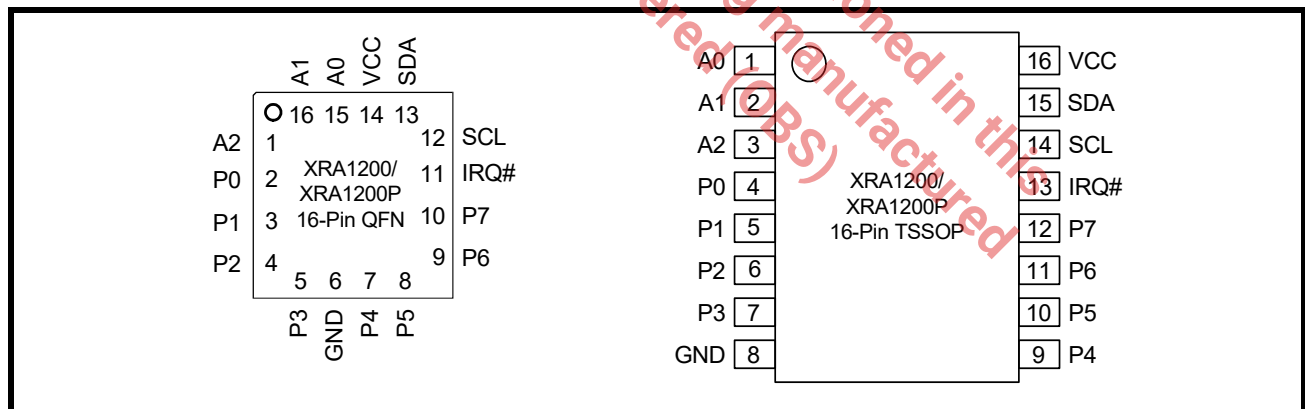 A1
A0
VCC
SDA
16 15 14 13
A2 1
P0 2
P1 3
P2 4
XRA1200/
XRA1200P
16-Pin QFN
12 SCL
11 IRQ#
10 P7
9 P6
5 6 7 8
P3
GND
P4
P5
A0 1
A1 2
A2 3
P0 4
P1 5
P2 6
P3 7
GND 8
XRA1200/
XRA1200P
16-Pin TSSOP
16 VCC
15 SDA
14 SCL
13 IRQ#
12 P7
11 P6
10 P5
9 P4
oned in this
manufactured
ered (OBS)